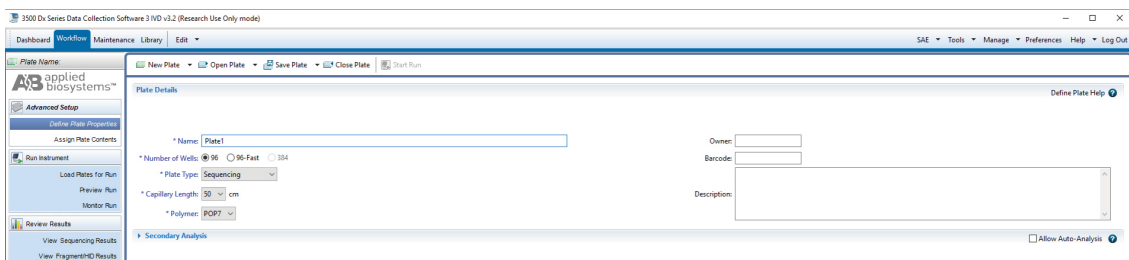 3500 Dx Series Data Collection Software 3 IVD v3.2 (Research Use Only mode)
Dashboard Workflow Maintenance Library Edit SAE Tools Manage Preferences Help Log Out
Plate Name: New Plate Open Plate Save Plate Close Plate Start Run
AB applied biosystems™
Plate Details Define Plate Help
Advanced Setup
Define Plate Properties
Assign Plate Contents
* Name: Plate1 Owner:
Run Instrument
* Number of Wells: 96 96-Fast 384 Barcode:
Load Plates for Run
* Plate Type: Sequencing
Preview Run
* Capillary Length: 50 cm Description:
Monitor Run
* Polymer: POP7
Review Results
Secondary Analysis Allow Auto-Analysis
View Sequencing Results
View Fragment/HID Results